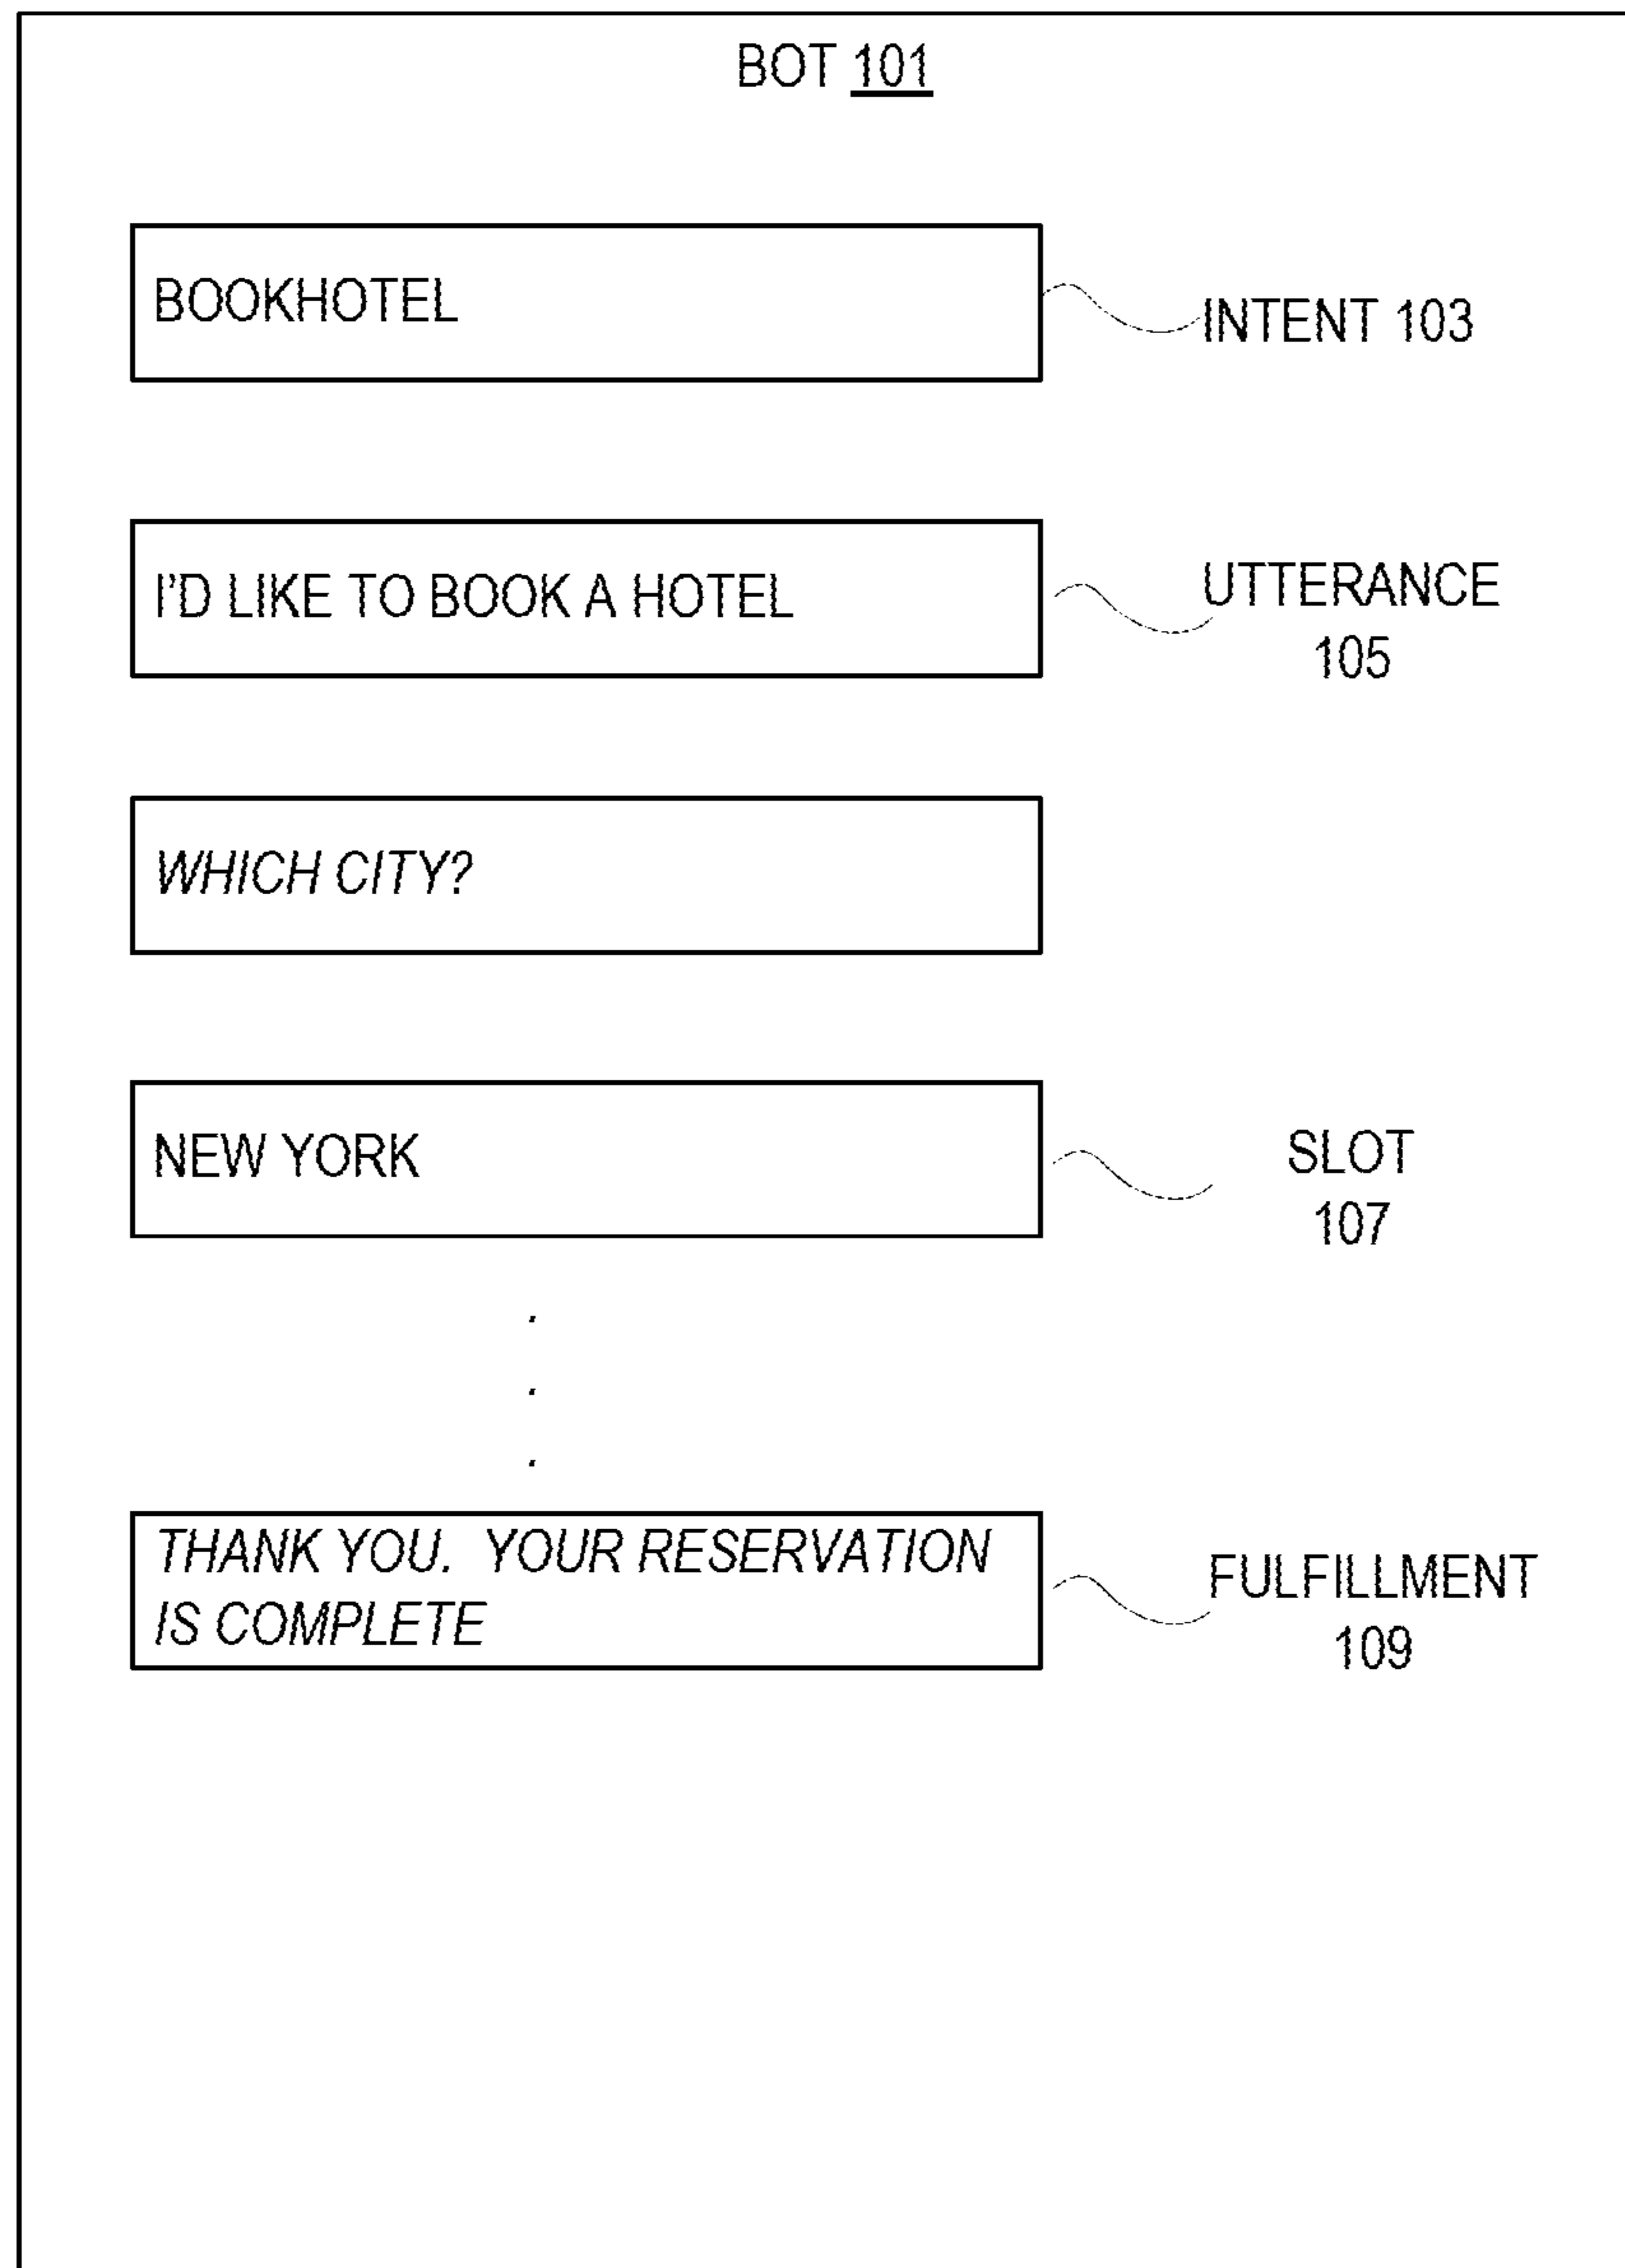 BOT 101
BOOKHOTEL
INTENT 103
I'D LIKE TO BOOK A HOTEL
UTTERANCE
105
WHICH CITY?
NEW YORK
SLOT
107
THANK YOU. YOUR RESERVATION
IS COMPLETE
FULFILLMENT
109